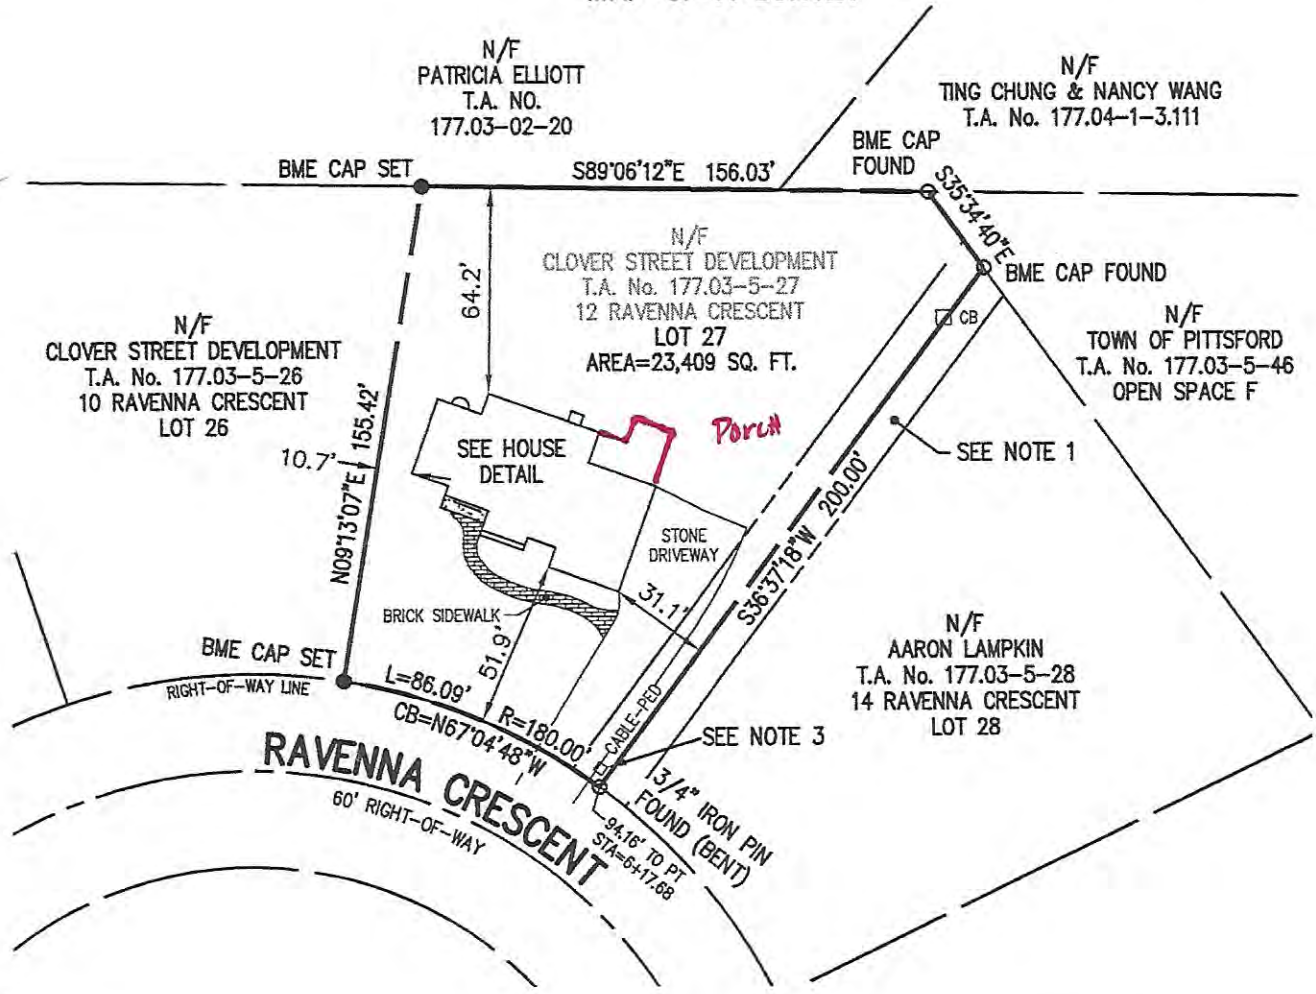 N/F
PATRICIA ELLIOTT
T.A. NO.
177.03-02-20
N/F
TING CHUNG & NANCY WANG
T.A. No. 177.04-1-3.111
BME CAP SET
S89°06'12"E 156.03'
BME CAP
FOUND
S35°34'40"E
BME CAP FOUND
N/F
CLOVER STREET DEVELOPMENT
T.A. No. 177.03-5-27
12 RAVENNA CRESCENT
LOT 27
AREA=23,409 SQ. FT.
64.2'
CB
N/F
TOWN OF PITTSFORD
T.A. No. 177.03-5-46
OPEN SPACE F
N/F
CLOVER STREET DEVELOPMENT
T.A. No. 177.03-5-26
10 RAVENNA CRESCENT
LOT 26
10.7'
N09°13'07"E 155.42'
SEE HOUSE
DETAIL
Porch
SEE NOTE 1
STONE
DRIVEWAY
S36°37'18"W 200.00'
31.1'
BRICK SIDEWALK
51.9'
N/F
AARON LAMPKIN
T.A. No. 177.03-5-28
14 RAVENNA CRESCENT
LOT 28
BME CAP SET
RIGHT-OF-WAY LINE
L=86.09'
R=180.00'
CB=N67°04'48"W
CABLE-PED
SEE NOTE 3
RAVENNA CRESCENT
60' RIGHT-OF-WAY
3/4" IRON PIN
FOUND (BENT)
94.16' TO PT
STA=6+17.68